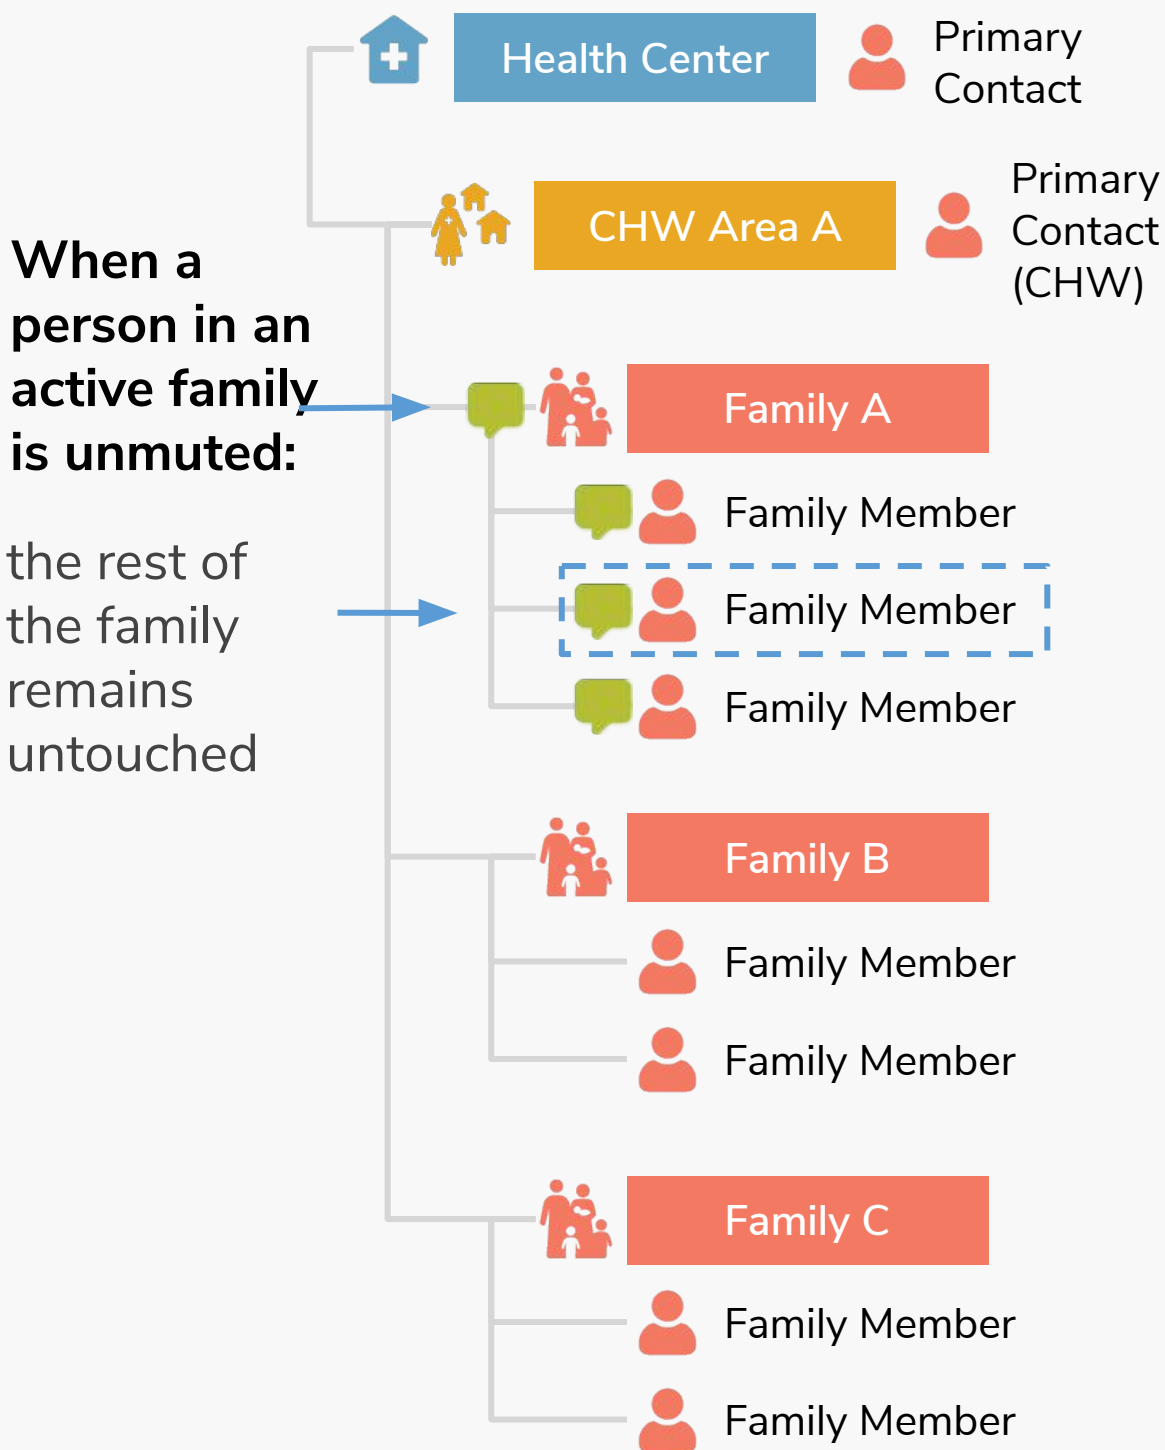 Health Center
Primary
Contact
CHW Area A
Primary
Contact
(CHW)
When a
person in an
active family
is unmuted:
the rest of
the family
remains
untouched
Family A
Family Member
Family Member
Family Member
Family B
Family Member
Family Member
Family C
Family Member
Family Member